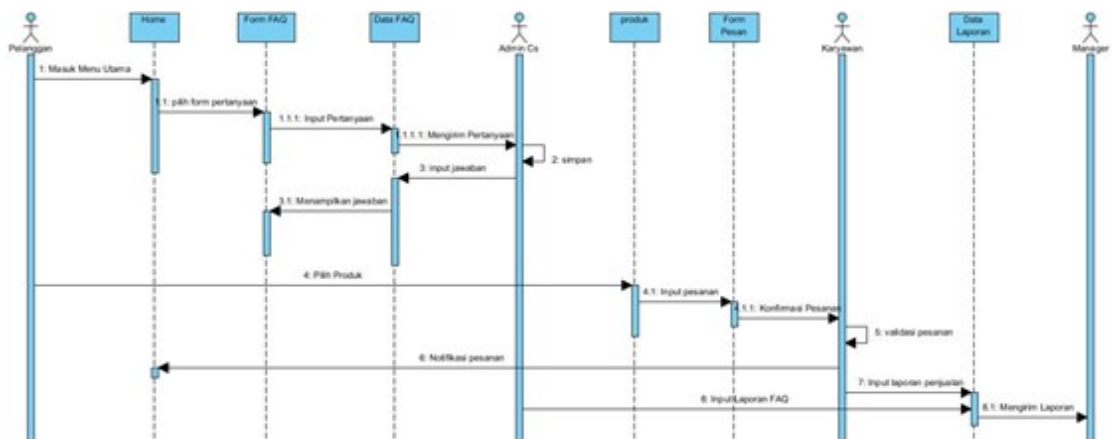 Home
Form FAQ
Data FAQ
produk
Form
Pesan
Data
Laporan
Pelanggan
Admin Cs
Karyawan
Manager
1: Masuk Menu Utama
1.1: pilih form pertanyaan
1.1.1: Input Pertanyaan
1.1.1.1: Mengirim Pertanyaan
2: simpan
3: input jawaban
3.1: Menampilkan jawaban
4: Pilih Produk
4.1: Input pesanan
4.1.1: Konfirmasi Pesanan
5: validasi pesanan
6: Notifikasi pesanan
7: Input laporan penjualan
8: Input Laporan FAQ
8.1: Mengirim Laporan